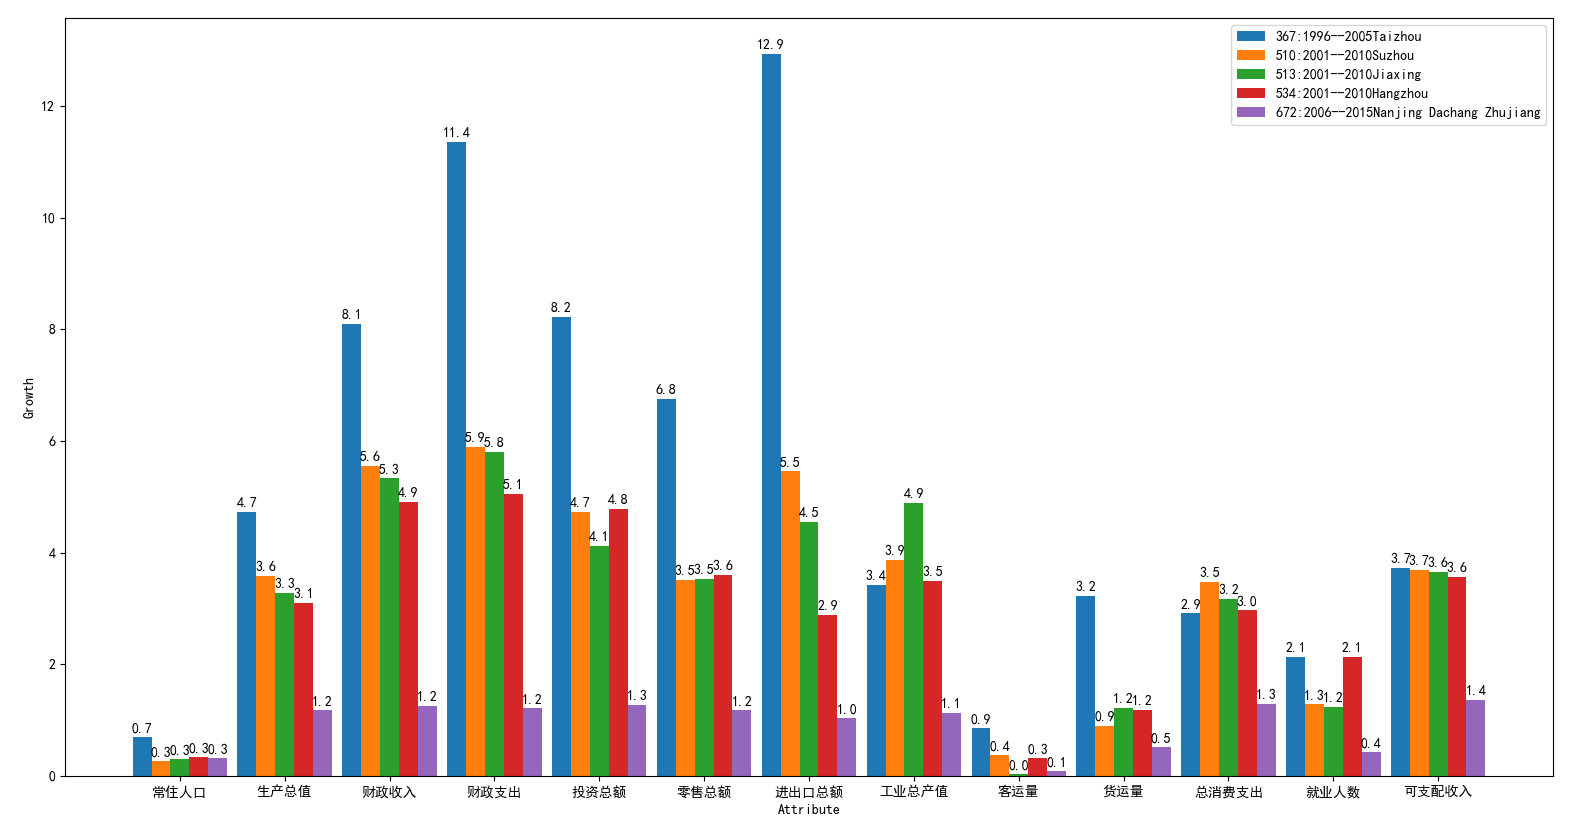 367:1996--2005Taizhou
510:2001--2010Suzhou
513:2001--2010Jiaxing
534:2001--2010Hangzhou
672:2006--2015Nanjing Dachang Zhujiang
Growth
12
10
8
6
4
2
0
0.7 0.3 0.3 0.3 0.3
4.7 3.6 3.3 3.1 1.2
8.1 5.6 5.3 4.9 1.2
11.4 5.9 5.8 5.1 1.2
8.2 4.7 4.1 4.8 1.3
6.8 3.5 3.5 3.6 1.2
12.9 5.5 4.5 2.9 1.0
3.4 3.9 4.9 3.5 1.1
0.9 0.4 0.0 0.3 0.1
3.2 0.9 1.2 1.2 0.5
2.9 3.5 3.2 3.0 1.3
2.1 1.3 1.2 2.1 0.4
3.7 3.7 3.6 3.6 1.4
常住人口 生产总值 财政收入 财政支出 投资总额 零售总额 进出口总额 工业总产值 客运量 货运量 总消费支出 就业人数 可支配收入
Attribute